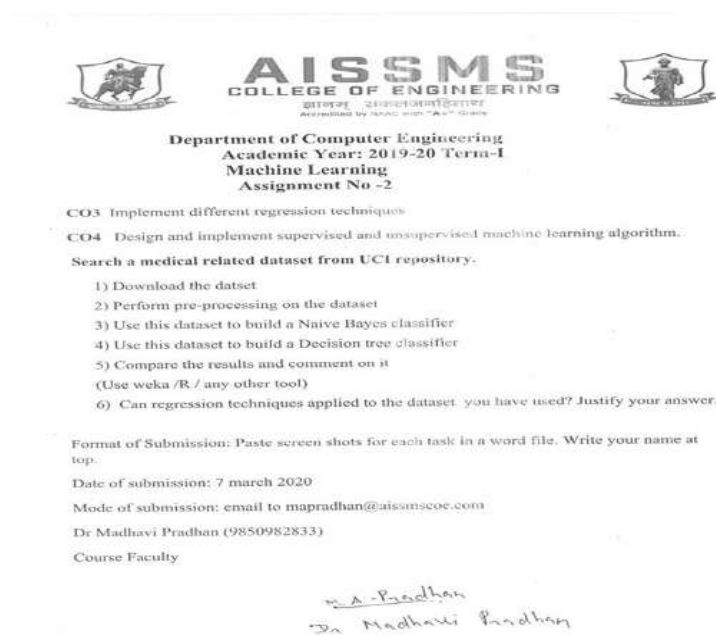 AISSMS
COLLEGE OF ENGINEERING
ज्ञानम् सकलजनहिताय
Accredited by NAAC with "A+" Grade
Department of Computer Engineering
Academic Year: 2019-20 Term-I
Machine Learning
Assignment No -2
CO3 Implement different regression techniques
CO4 Design and implement supervised and unsupervised machine learning algorithm.
Search a medical related dataset from UCI repository.
1) Download the datset
2) Perform pre-processing on the dataset
3) Use this dataset to build a Naive Bayes classifier
4) Use this dataset to build a Decision tree classifier
5) Compare the results and comment on it
(Use weka /R / any other tool)
6) Can regression techniques applied to the dataset you have used? Justify your answer.
Format of Submission: Paste screen shots for each task in a word file. Write your name at
top.
Date of submission: 7 march 2020
Mode of submission: email to mapradhan@aissmscoe.com
Dr Madhavi Pradhan (9850982833)
Course Faculty
M. A. Pradhan
Dr Madhavi Pradhan